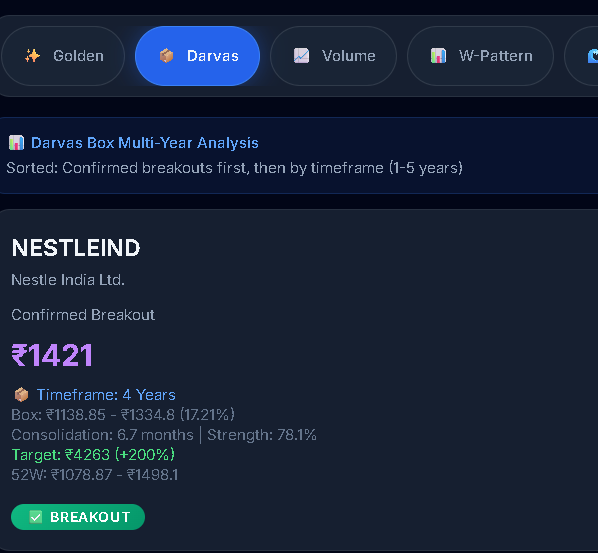 ✨ Golden 📦 Darvas 📈 Volume 📊 W-Pattern
📊 Darvas Box Multi-Year Analysis
Sorted: Confirmed breakouts first, then by timeframe (1-5 years)
NESTLEIND
Nestle India Ltd.
Confirmed Breakout
₹1421
📦 Timeframe: 4 Years
Box: ₹1138.85 - ₹1334.8 (17.21%)
Consolidation: 6.7 months | Strength: 78.1%
Target: ₹4263 (+200%)
52W: ₹1078.87 - ₹1498.1
✅ BREAKOUT